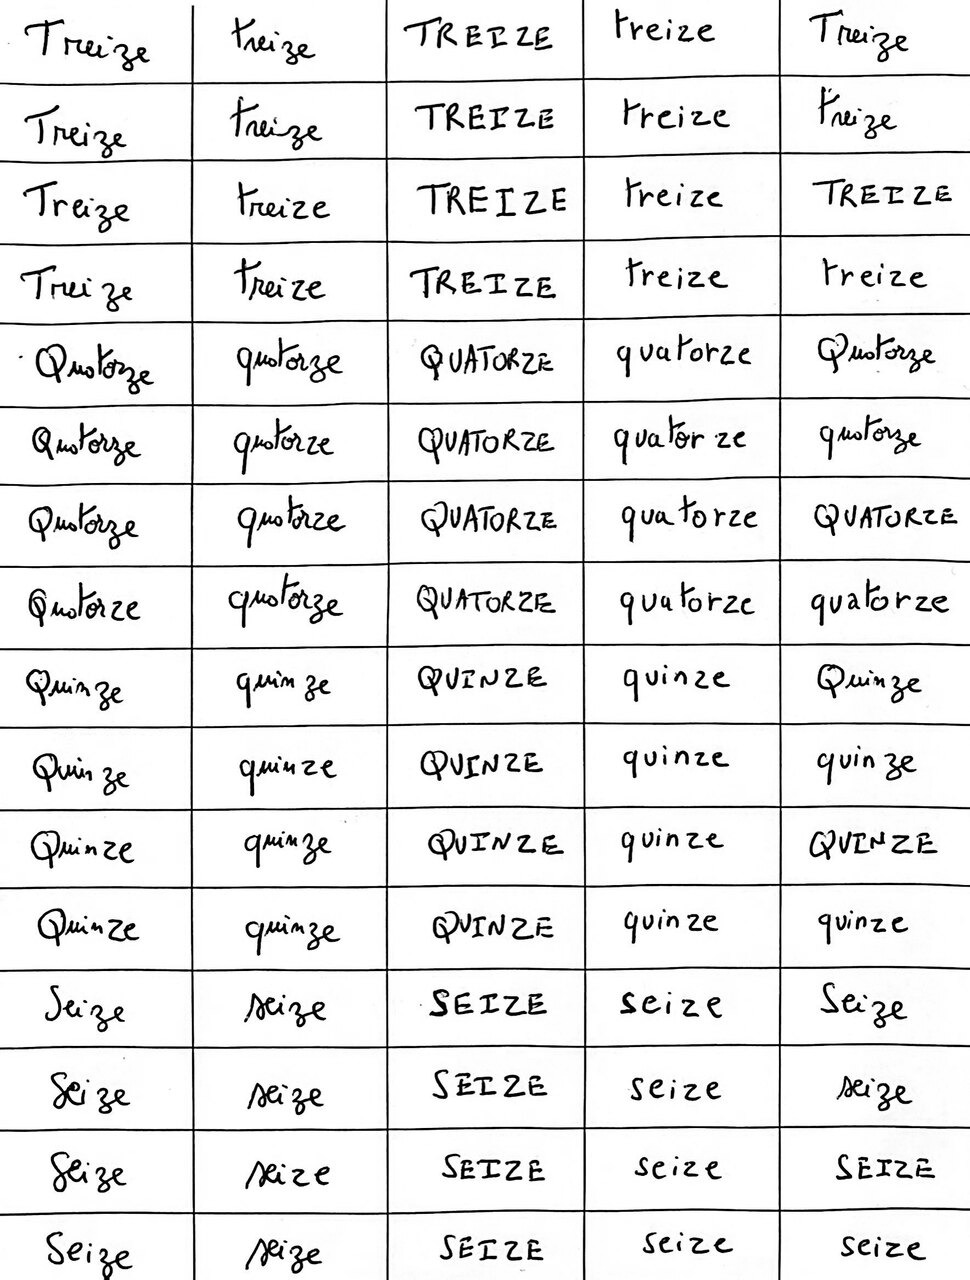 Treize treize TREIZE treize Treize
Treize treize TREIZE treize treize
Treize treize TREIZE treize TREIZE
Treize treize TREIZE treize treize
Quatorze quatorze QUATORZE quatorze Quatorze
Quatorze quatorze QUATORZE quatorze quatorze
Quatorze quatorze QUATORZE quatorze QUATORZE
Quatorze quatorze QUATORZE quatorze quatorze
Quinze quinze QUINZE quinze Quinze
Quinze quinze QUINZE quinze quinze
Quinze quinze QUINZE quinze QUINZE
Quinze quinze QUINZE quinze quinze
Seize seize SEIZE seize Seize
Seize seize SEIZE seize seize
Seize seize SEIZE seize SEIZE
Seize seize SEIZE seize seize